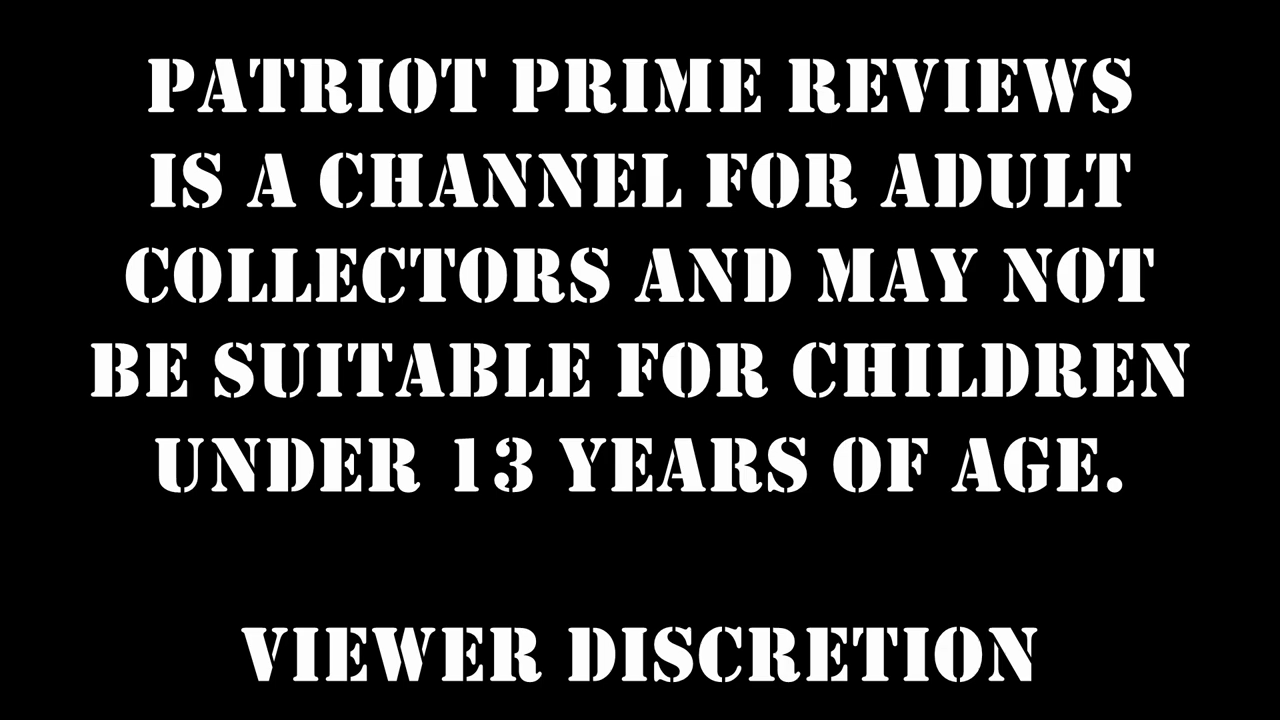 PATRIOT PRIME REVIEWS
IS A CHANNEL FOR ADULT
COLLECTORS AND MAY NOT
BE SUITABLE FOR CHILDREN
UNDER 13 YEARS OF AGE.
VIEWER DISCRETION